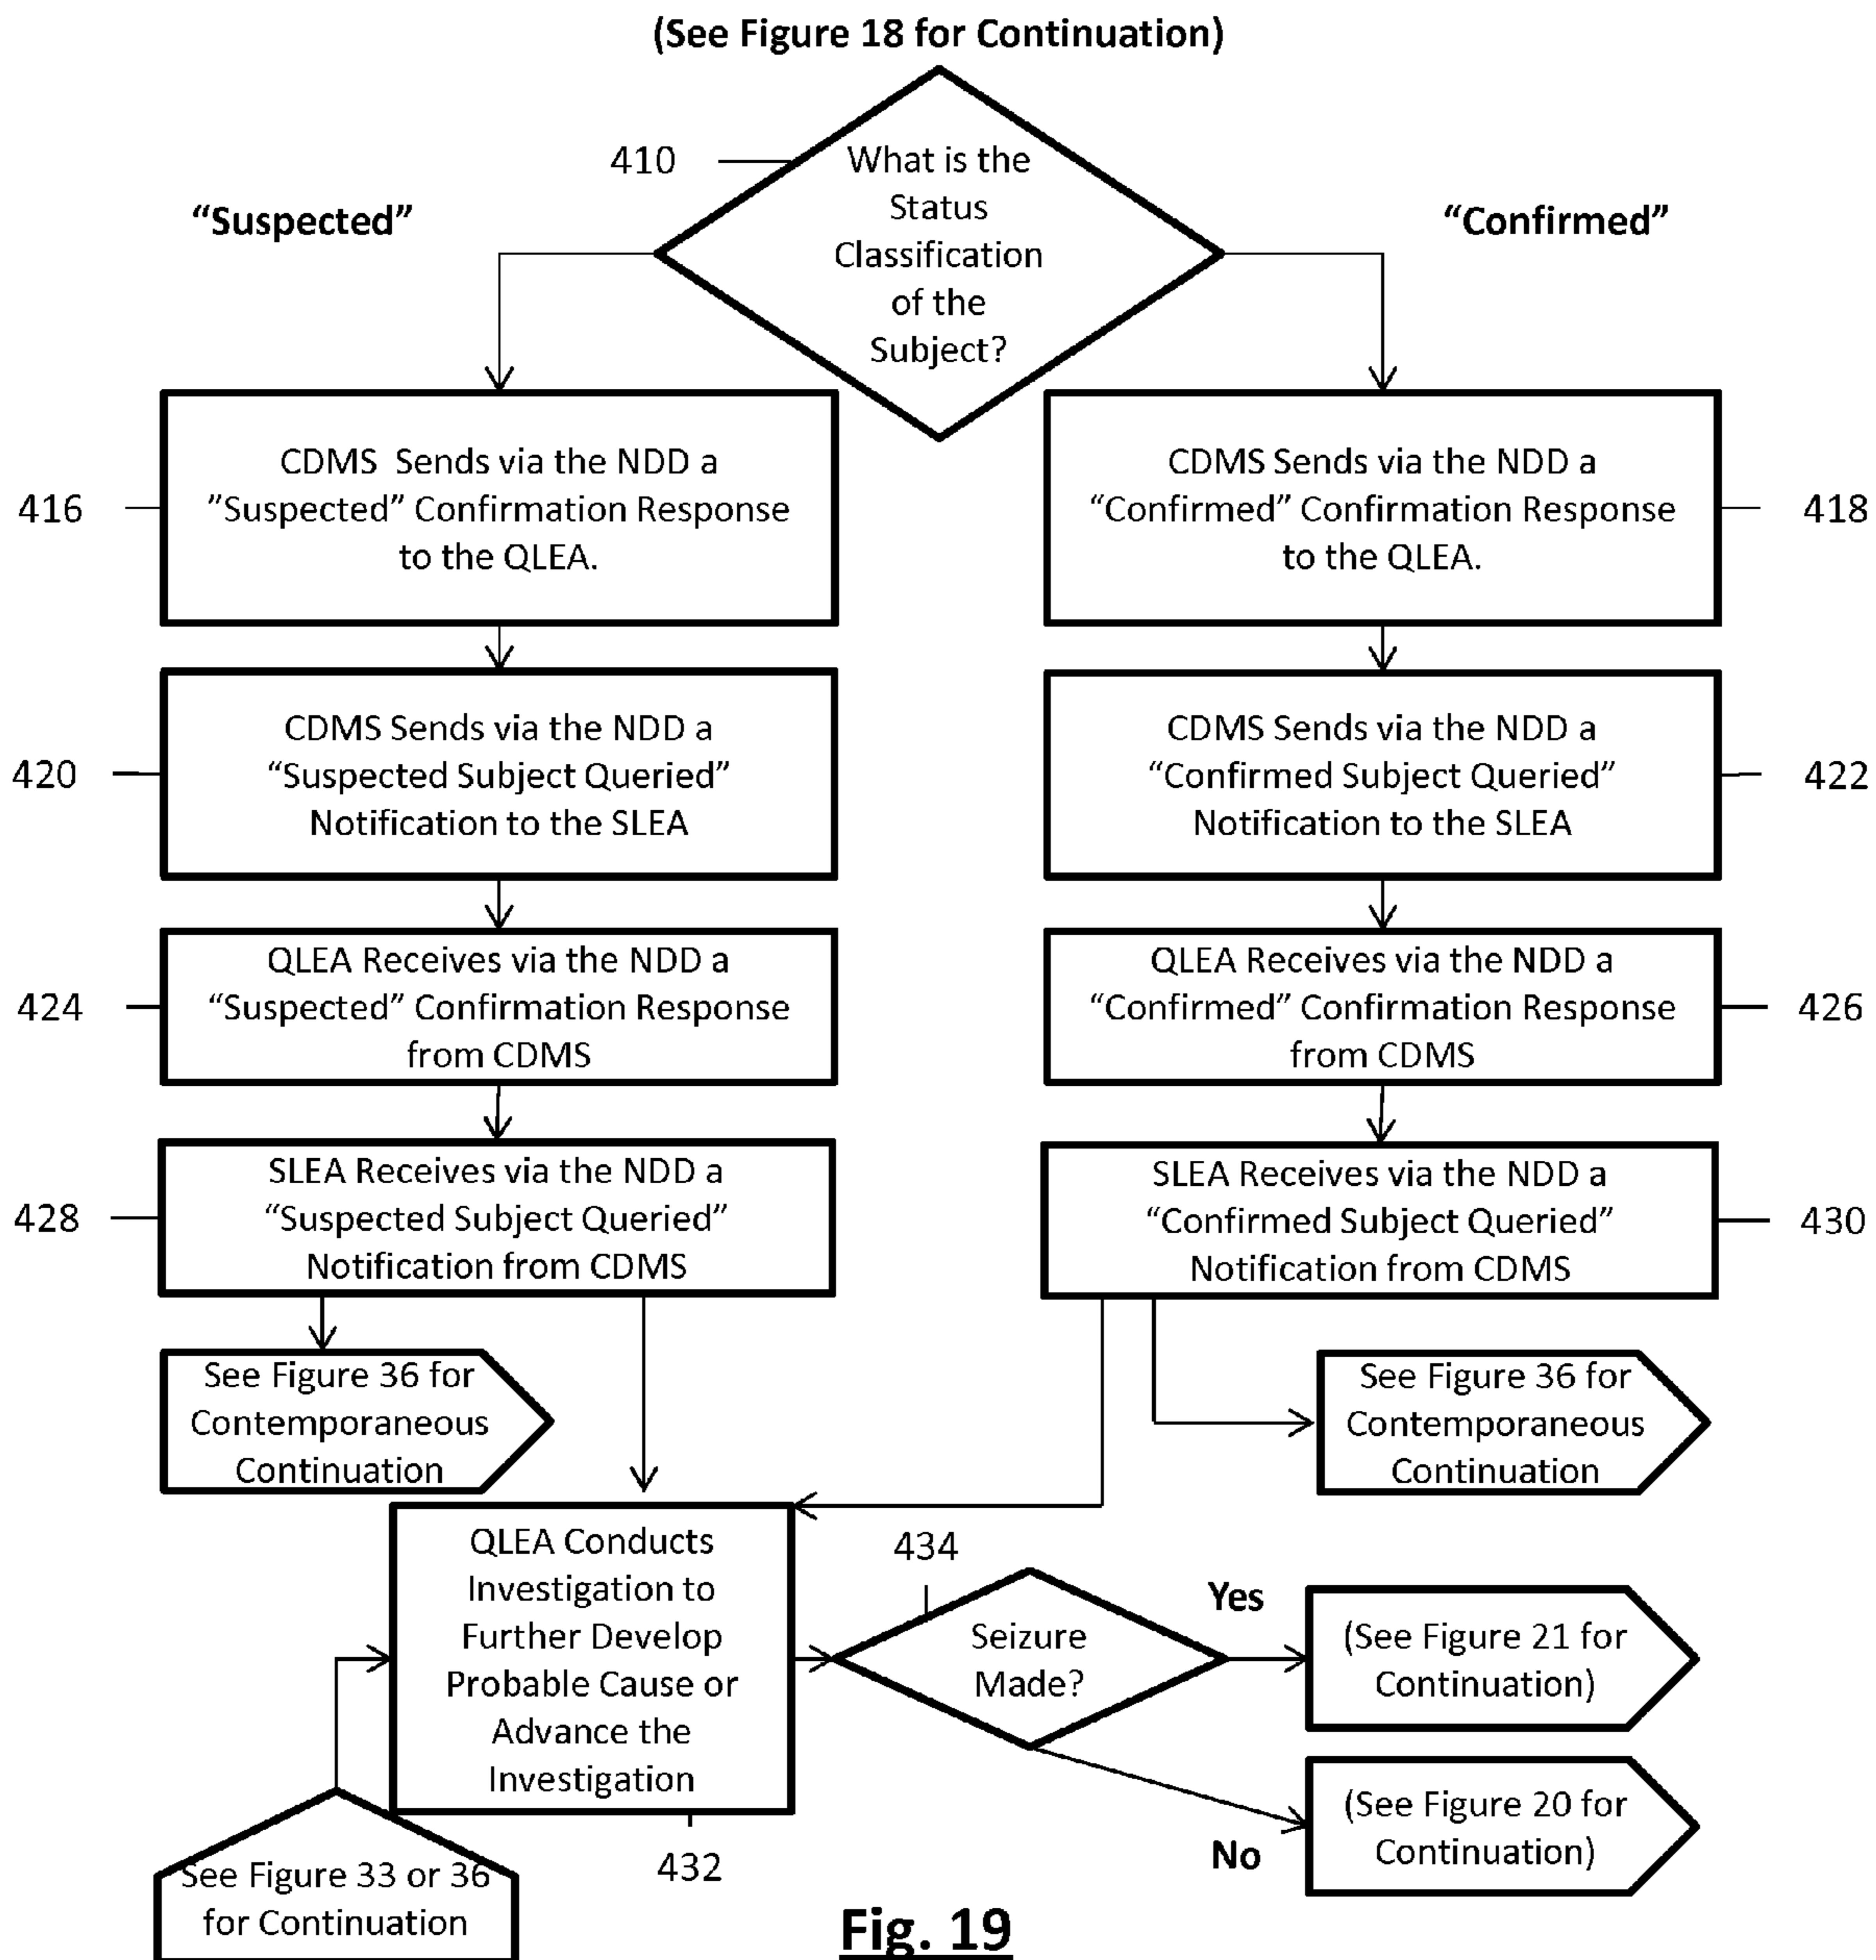 (See Figure 18 for Continuation)
410
What is the
Status
Classification
of the
Subject?
“Suspected”
“Confirmed”
416
CDMS Sends via the NDD a
”Suspected” Confirmation Response
to the QLEA.
CDMS Sends via the NDD a
“Confirmed” Confirmation Response
to the QLEA.
418
420
CDMS Sends via the NDD a
“Suspected Subject Queried”
Notification to the SLEA
CDMS Sends via the NDD a
“Confirmed Subject Queried”
Notification to the SLEA
422
424
QLEA Receives via the NDD a
“Suspected” Confirmation Response
from CDMS
QLEA Receives via the NDD a
“Confirmed” Confirmation Response
from CDMS
426
428
SLEA Receives via the NDD a
“Suspected Subject Queried”
Notification from CDMS
SLEA Receives via the NDD a
“Confirmed Subject Queried”
Notification from CDMS
430
See Figure 36 for
Contemporaneous
Continuation
See Figure 36 for
Contemporaneous
Continuation
QLEA Conducts
Investigation to
Further Develop
Probable Cause or
Advance the
Investigation
432
434
Seizure
Made?
Yes
(See Figure 21 for
Continuation)
No
(See Figure 20 for
Continuation)
See Figure 33 or 36
for Continuation
Fig. 19